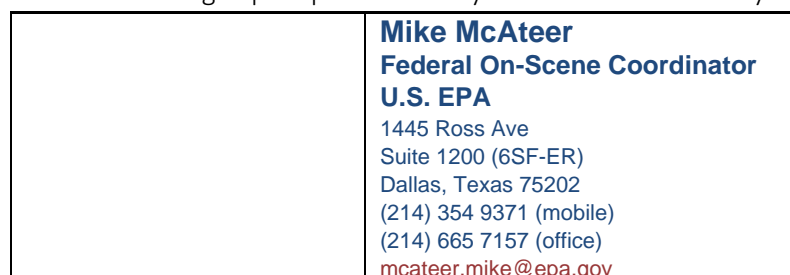 Mike McAteer
Federal On-Scene Coordinator
U.S. EPA
1445 Ross Ave
Suite 1200 (6SF-ER)
Dallas, Texas 75202
(214) 354 9371 (mobile)
(214) 665 7157 (office)
mcateer.mike@epa.gov